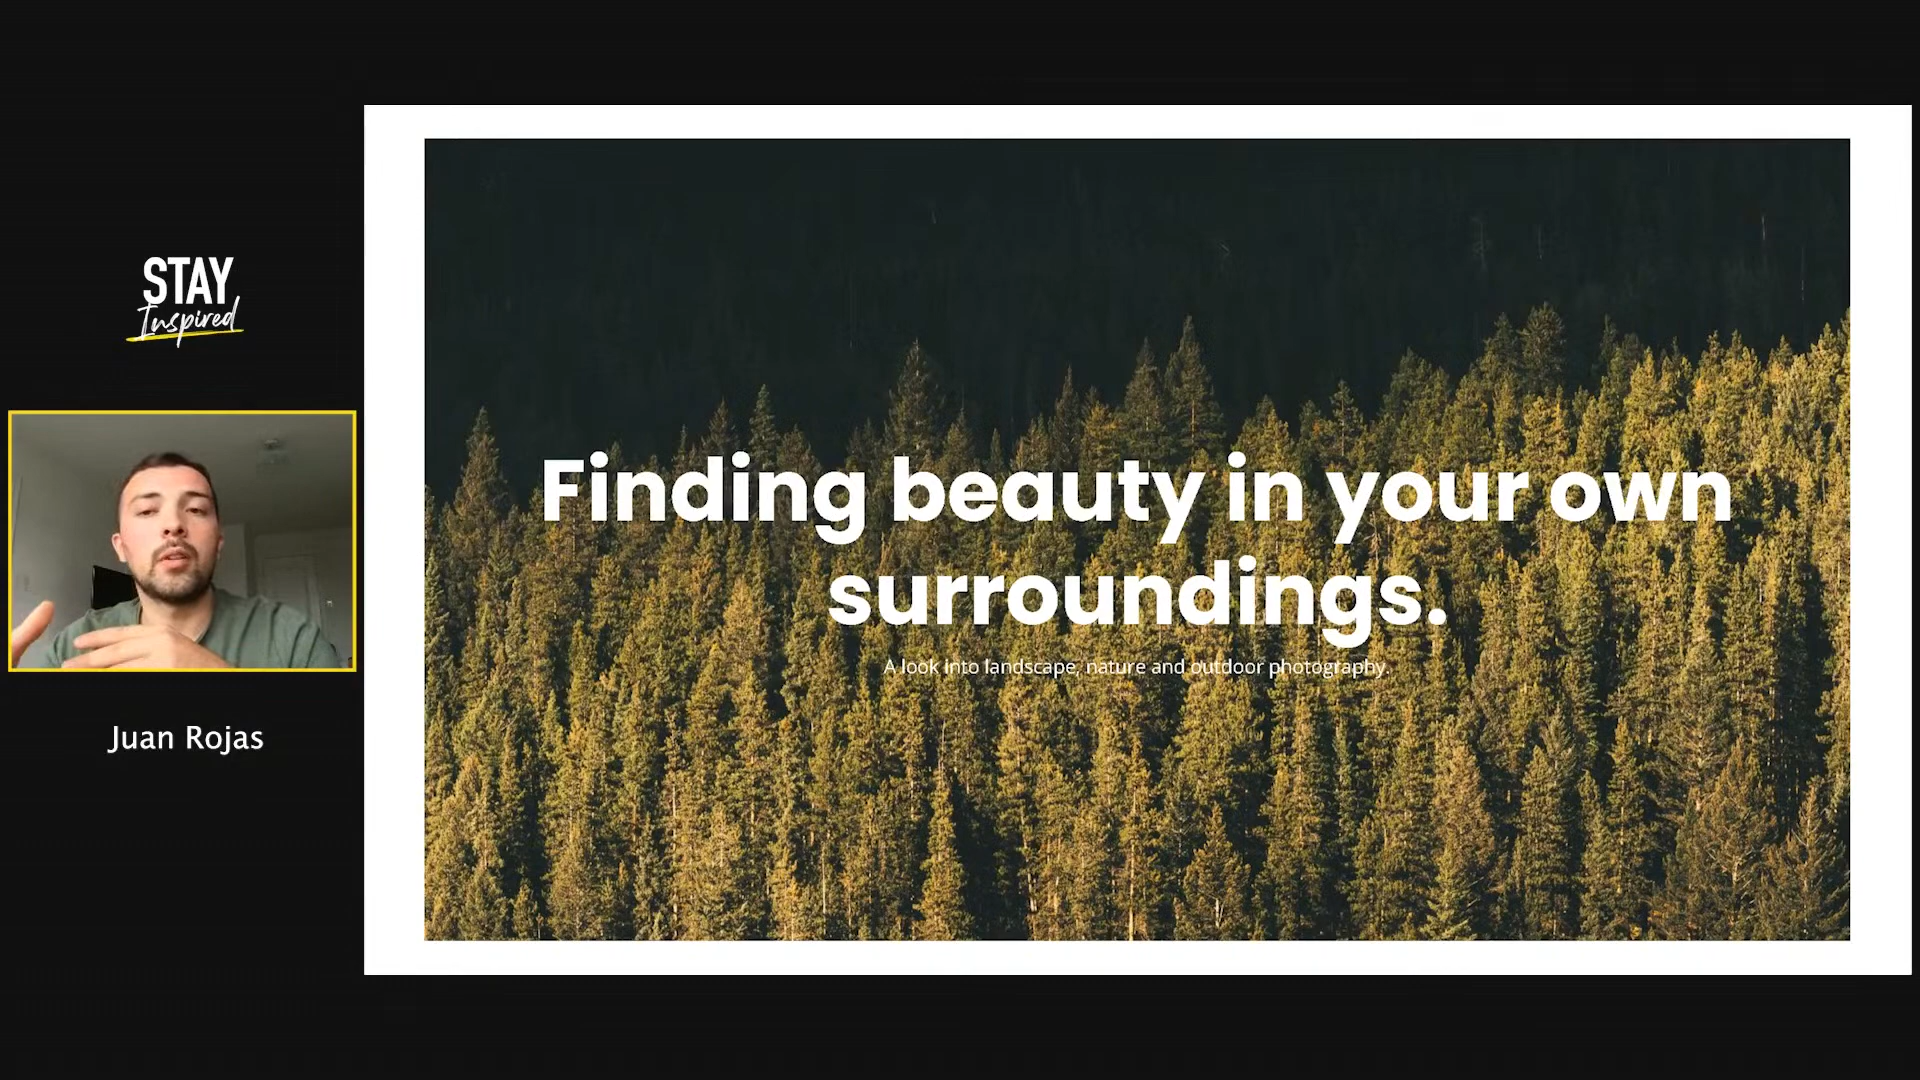 STAY
Inspired
Juan Rojas
Finding beauty in your own
surroundings.
A look into landscape, nature and outdoor photography.